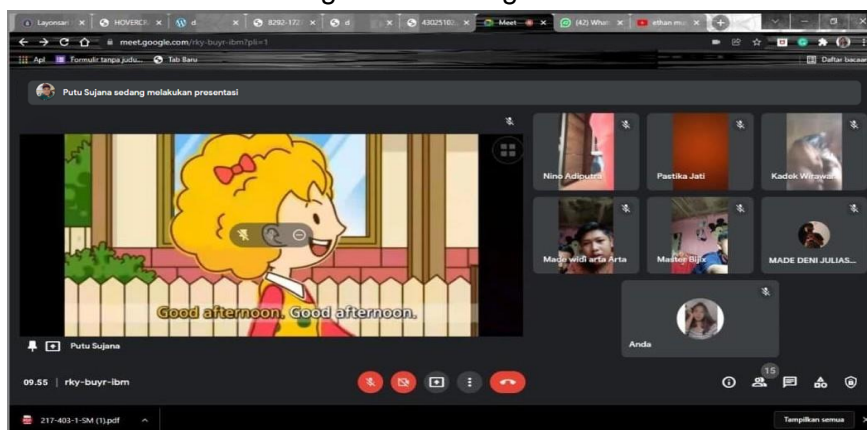 Layonsari
HOVERCR
d
8292-172
d
43025102
Meet
(42) What
ethan m
meet.google.com/rky-buyr-ibm?pli=1
Apl
Formulir tanpa judu...
Tab Baru
Daftar bacaan
Putu Sujana sedang melakukan presentasi
Good afternoon. Good afternoon.
Putu Sujana
Nino Adiputra
Pastika Jati
Kadek Wirawan
Made widi arta Arta
Master Bijix
MADE DENI JULIAS...
Anda
09.55 | rky-buyr-ibm
15
217-403-1-SM (1).pdf
Tampilkan semua